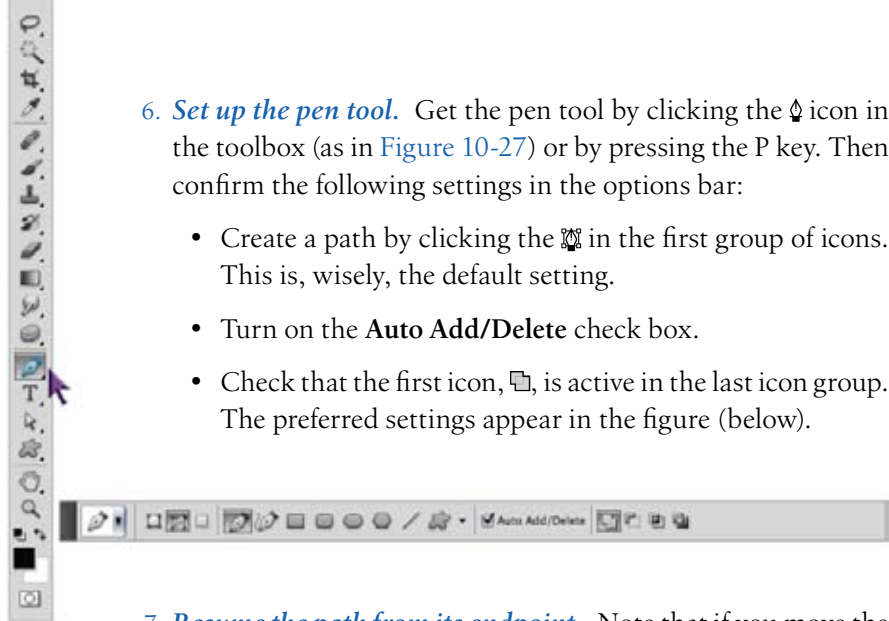 6. Set up the pen tool. Get the pen tool by clicking the icon in
the toolbox (as in Figure 10-27) or by pressing the P key. Then
confirm the following settings in the options bar:
• Create a path by clicking the in the first group of icons.
This is, wisely, the default setting.
• Turn on the Auto Add/Delete check box.
• Check that the first icon, , is active in the last icon group.
The preferred settings appear in the figure (below).
T
Auto Add/Delete
7. Resume the path from its endpoint. Note that if you move the